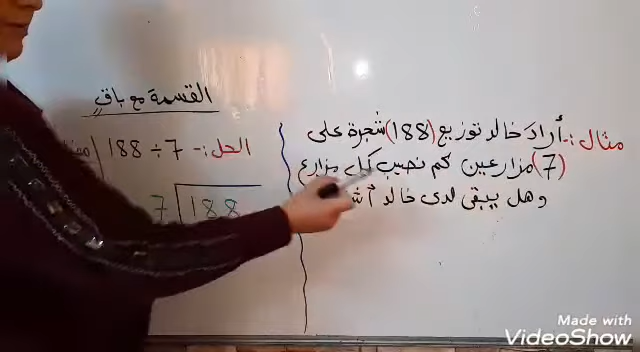 القسمة مع باقٍ
مثال:- أرادَ خالد توزيع (188) شجرة على
(7) مزارعين كم نصيب كل مزارع
وهل يبقى لدى خالد
الحل:- 188 ÷ 7
7 188
Made with
VideoShow